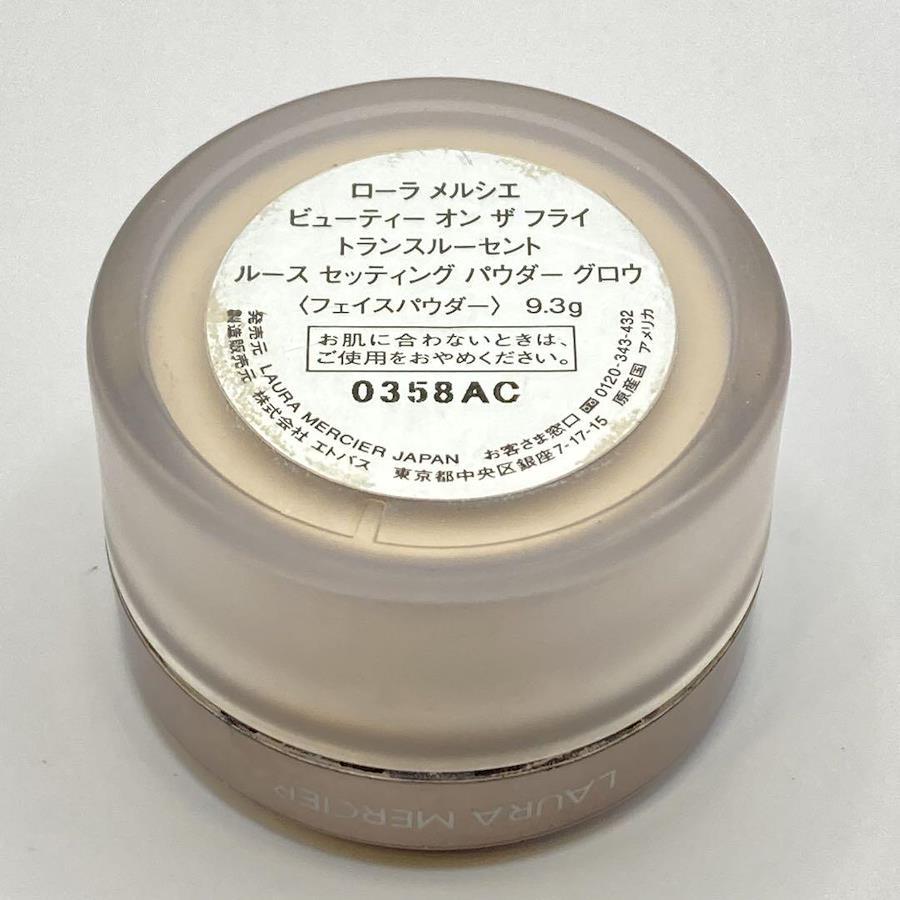 ローラ メルシエ
ビューティー オン ザ フライ
トランスルーセント
ルース セッティング パウダー グロウ
〈フェイスパウダー〉 9.3g
お肌に合わないときは、
ご使用をおやめください。
0358AC
発売元 LAURA MERCIER JAPAN お客さま窓口 0120-343-432
製造販売元 株式会社 エトバス 東京都中央区銀座7-17-15 原産国 アメリカ
LAURA MERCIER